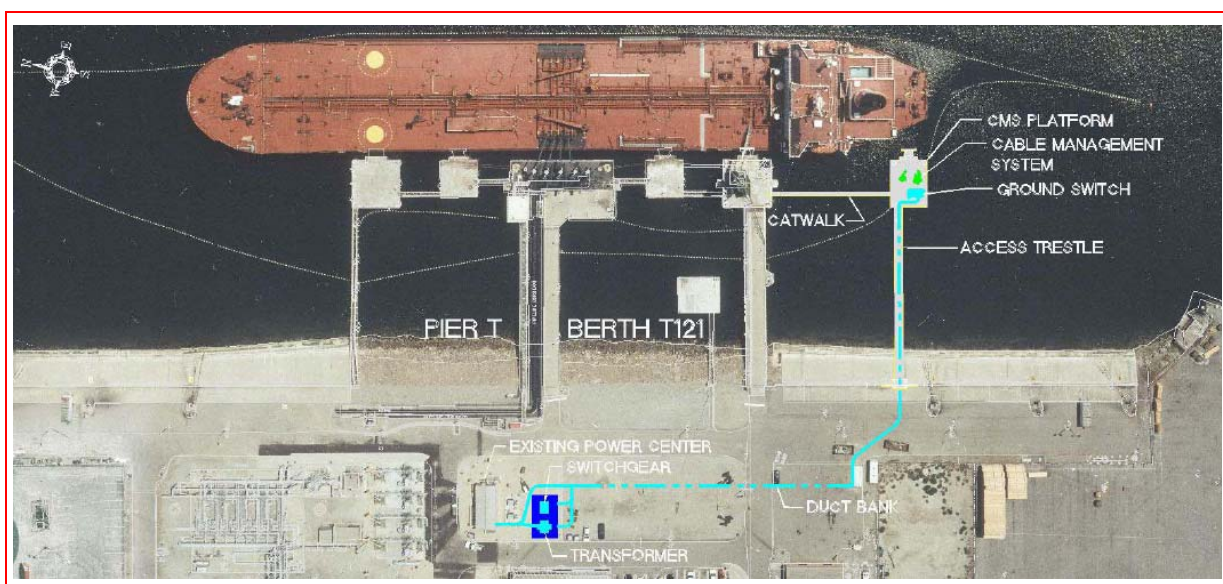 CMS PLATFORM
CABLE MANAGEMENT
SYSTEM
GROUND SWITCH
CATWALK
ACCESS TRESTLE
PIER T
BERTH T121
EXISTING POWER CENTER
SWITCHGEAR
DUCT BANK
TRANSFORMER
N
E
S
W